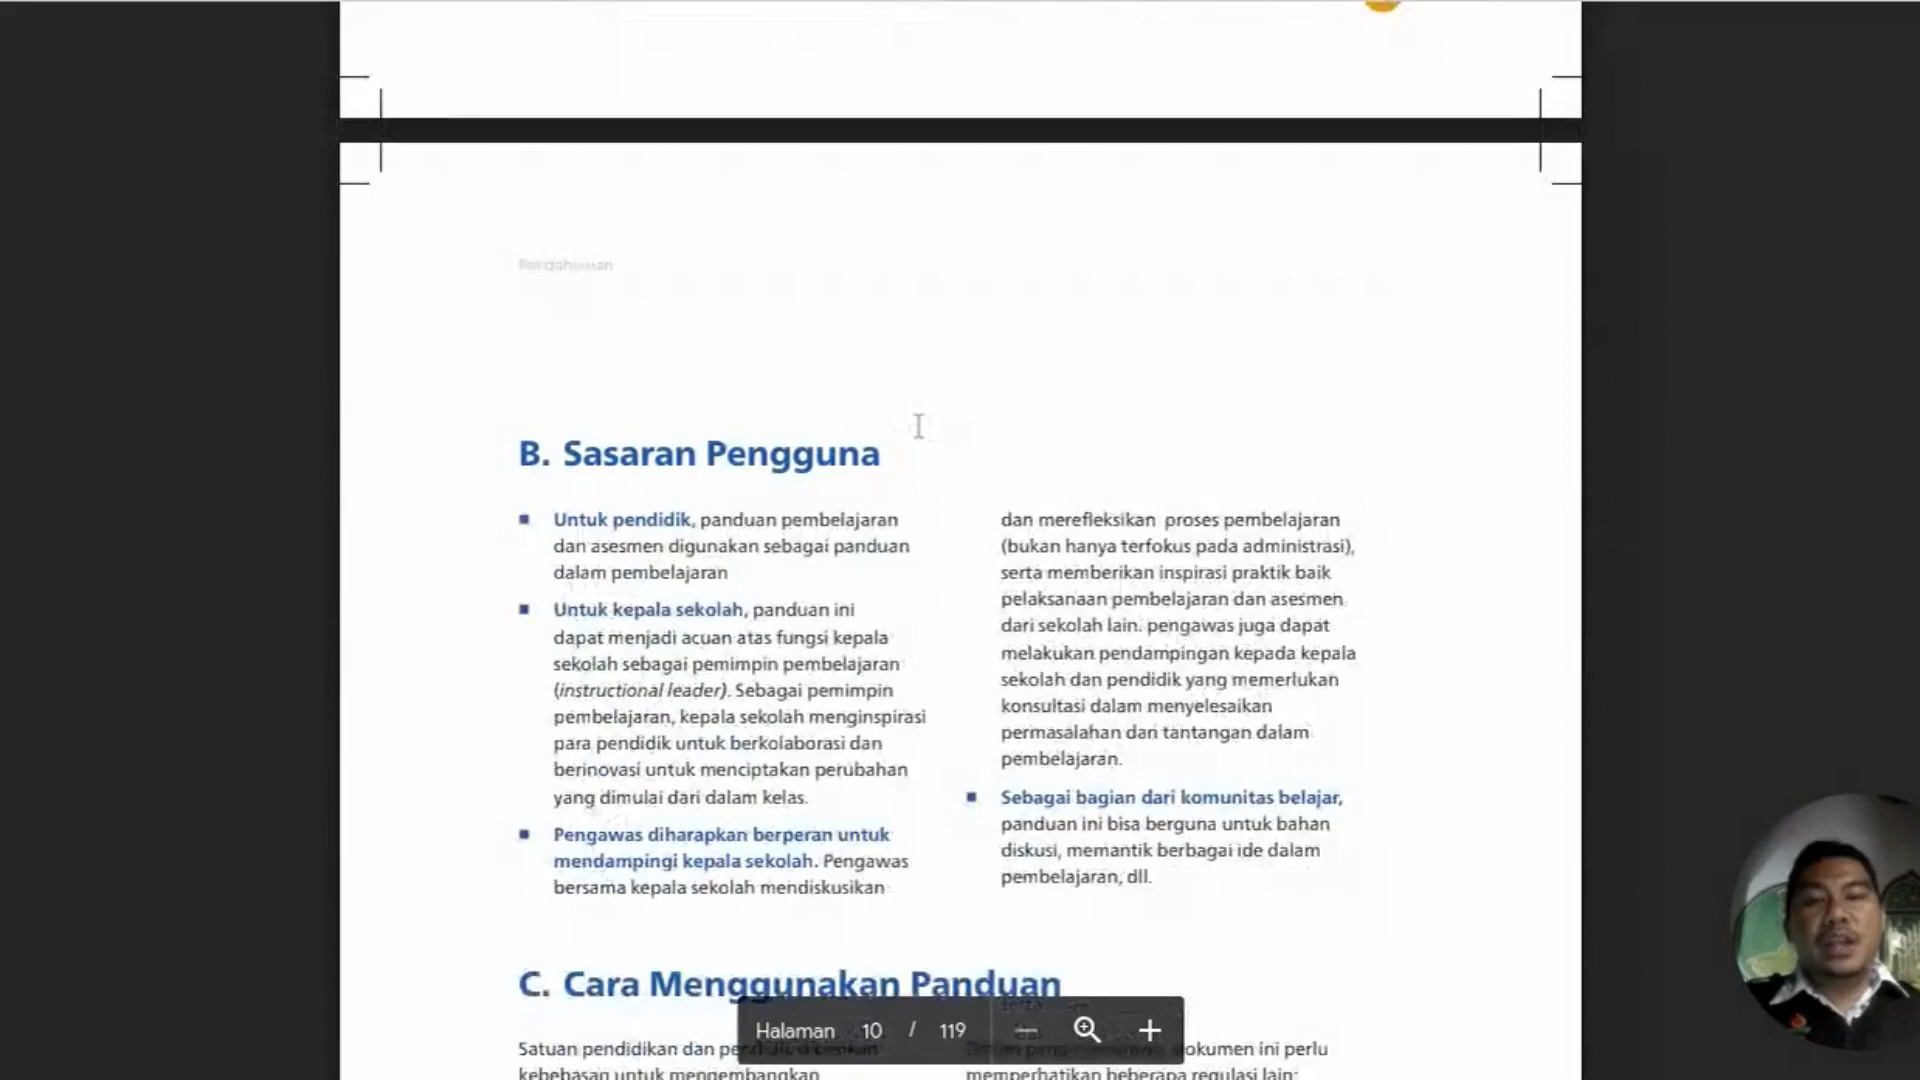 Pendahuluan
B. Sasaran Pengguna
Untuk pendidik, panduan pembelajaran
dan asesmen digunakan sebagai panduan
dalam pembelajaran
Untuk kepala sekolah, panduan ini
dapat menjadi acuan atas fungsi kepala
sekolah sebagai pemimpin pembelajaran
(instructional leader). Sebagai pemimpin
pembelajaran, kepala sekolah menginspirasi
para pendidik untuk berkolaborasi dan
berinovasi untuk menciptakan perubahan
yang dimulai dari dalam kelas.
Pengawas diharapkan berperan untuk
mendampingi kepala sekolah. Pengawas
bersama kepala sekolah mendiskusikan
dan merefleksikan proses pembelajaran
(bukan hanya terfokus pada administrasi),
serta memberikan inspirasi praktik baik
pelaksanaan pembelajaran dan asesmen
dari sekolah lain. pengawas juga dapat
melakukan pendampingan kepada kepala
sekolah dan pendidik yang memerlukan
konsultasi dalam menyelesaikan
permasalahan dan tantangan dalam
pembelajaran.
Sebagai bagian dari komunitas belajar,
panduan ini bisa berguna untuk bahan
diskusi, memantik berbagai ide dalam
pembelajaran, dll.
C. Cara Menggunakan Panduan
Satuan pendidikan dan
kebebasan untuk mengembangkan
dokumen ini perlu
memperhatikan beberapa regulasi lain:
Halaman 10 / 119